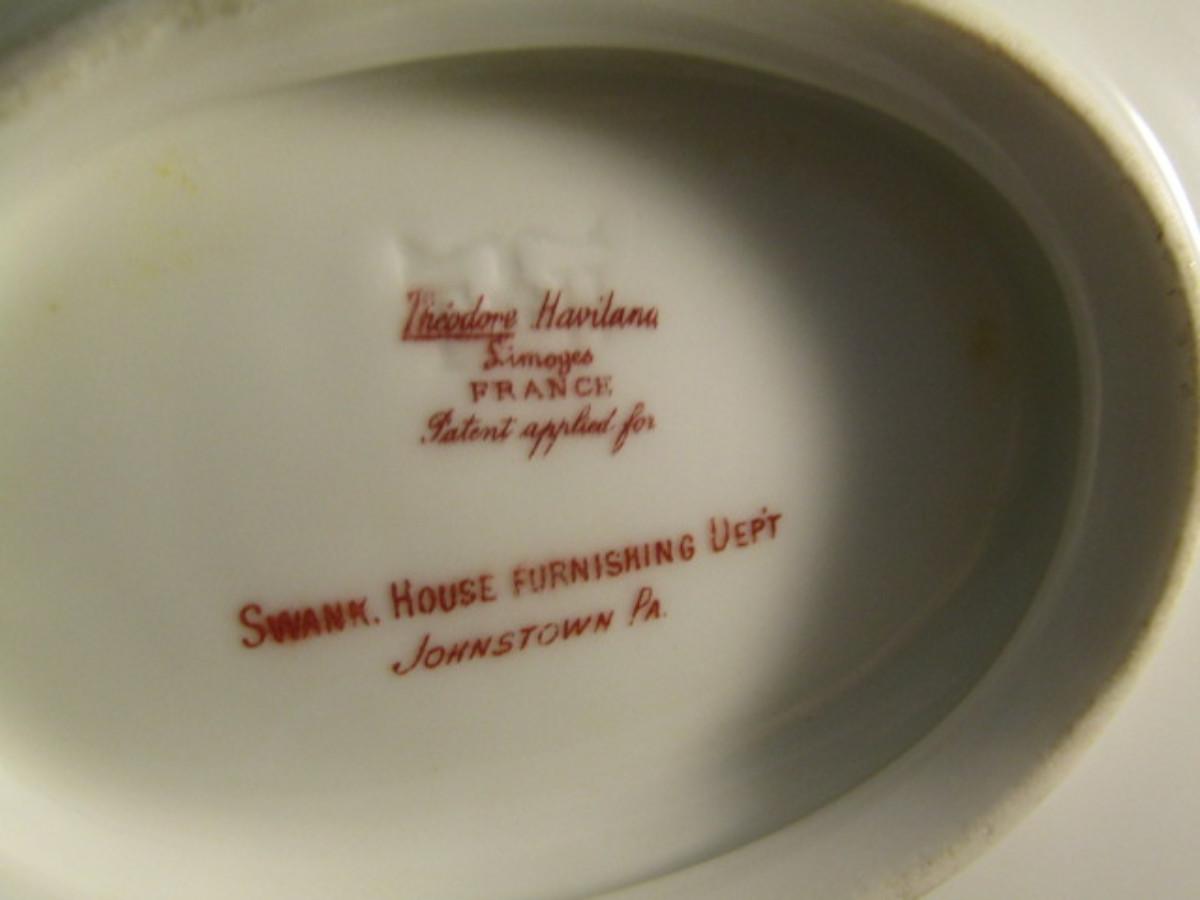 Théodore Haviland
Limoges
FRANCE
Patent applied for
SWANK. HOUSE FURNISHING DEP'T
JOHNSTOWN PA.